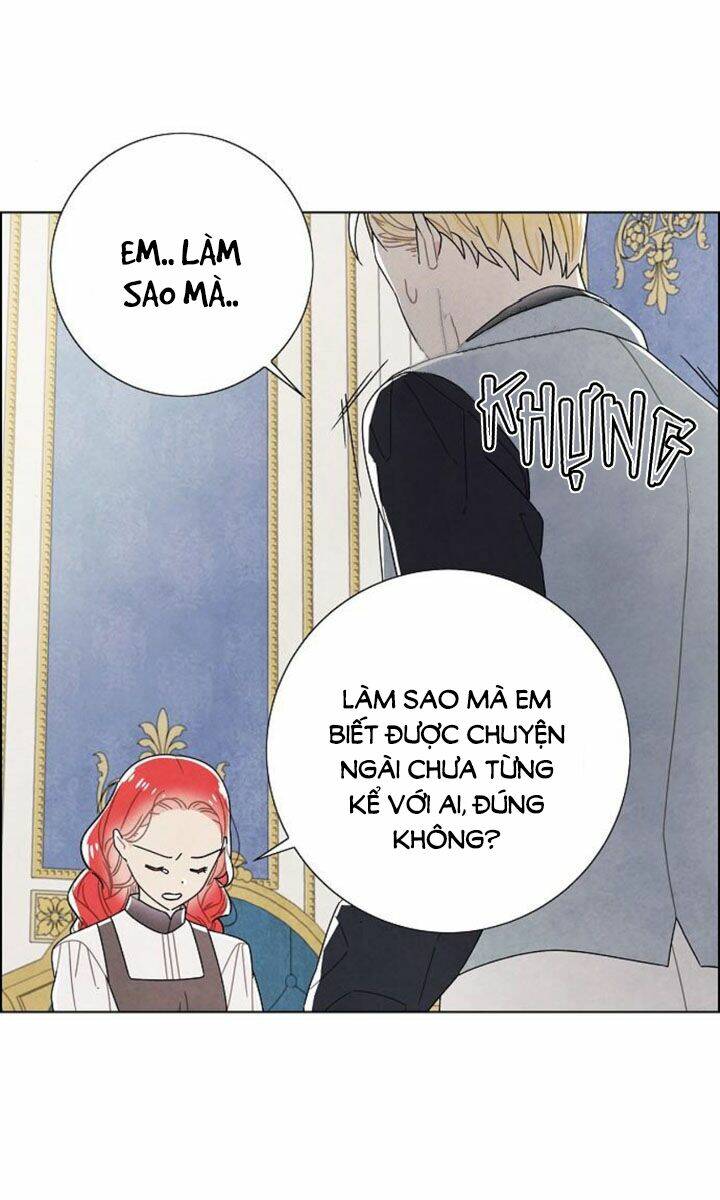 EM.. LÀM
SAO MÀ..
KHỰNG
LÀM SAO MÀ EM
BIẾT ĐƯỢC CHUYỆN
NGÀI CHƯA TỪNG
KỂ VỚI AI, ĐÚNG
KHÔNG?